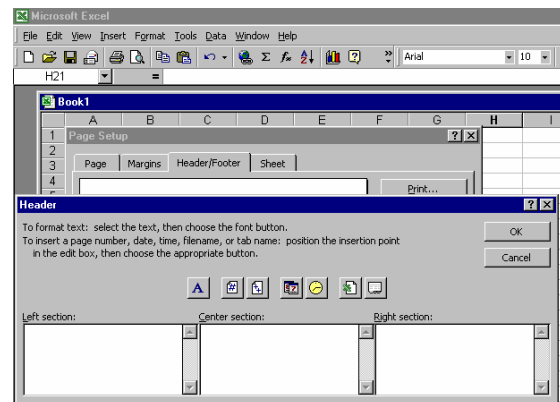 Microsoft Excel
File Edit View Insert Format Tools Data Window Help
Arial 10
H21 =
Book1
A B C D E F G H I
1 Page Setup
2
3 Page Margins Header/Footer Sheet
4 Print...
Header
To format text: select the text, then choose the font button.
To insert a page number, date, time, filename, or tab name: position the insertion point
in the edit box, then choose the appropriate button.
OK
Cancel
A
Left section: Center section: Right section: